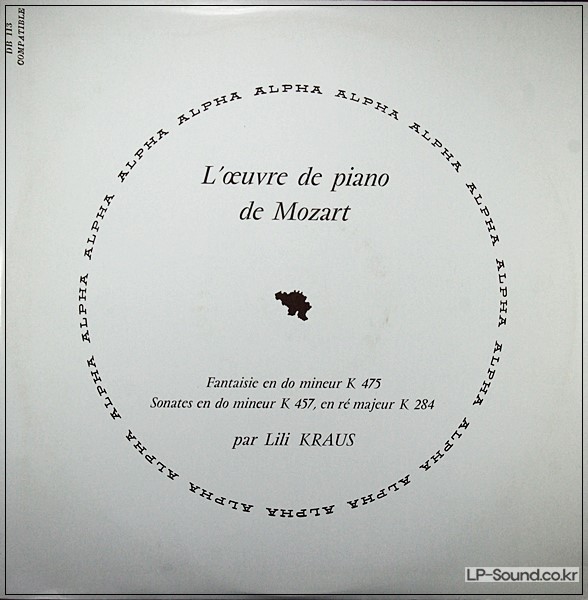 DB 113
COMPATIBLE
ALPHA ALPHA ALPHA ALPHA ALPHA ALPHA ALPHA ALPHA ALPHA ALPHA ALPHA ALPHA ALPHA ALPHA ALPHA ALPHA
L'œuvre de piano
de Mozart
Fantaisie en do mineur K 475
Sonates en do mineur K 457, en ré majeur K 284
par Lili KRAUS
LP-Sound.co.kr